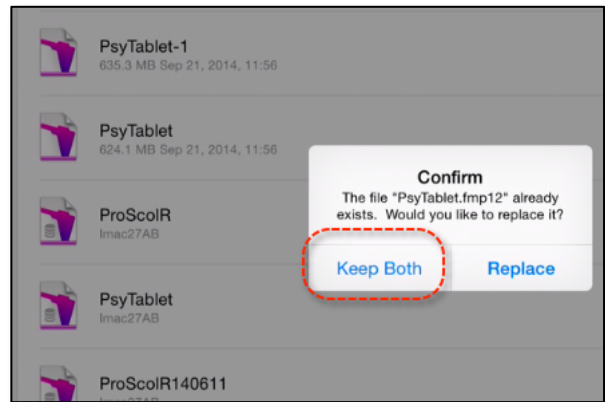 PsyTablet-1
635.3 MB Sep 21, 2014, 11:56
PsyTablet
624.1 MB Sep 21, 2014, 11:56
ProScolR
Imac27AB
PsyTablet
Imac27AB
ProScolR140611
Imac27AB
Confirm
The file "PsyTablet.fmp12" already
exists. Would you like to replace it?
Keep Both
Replace